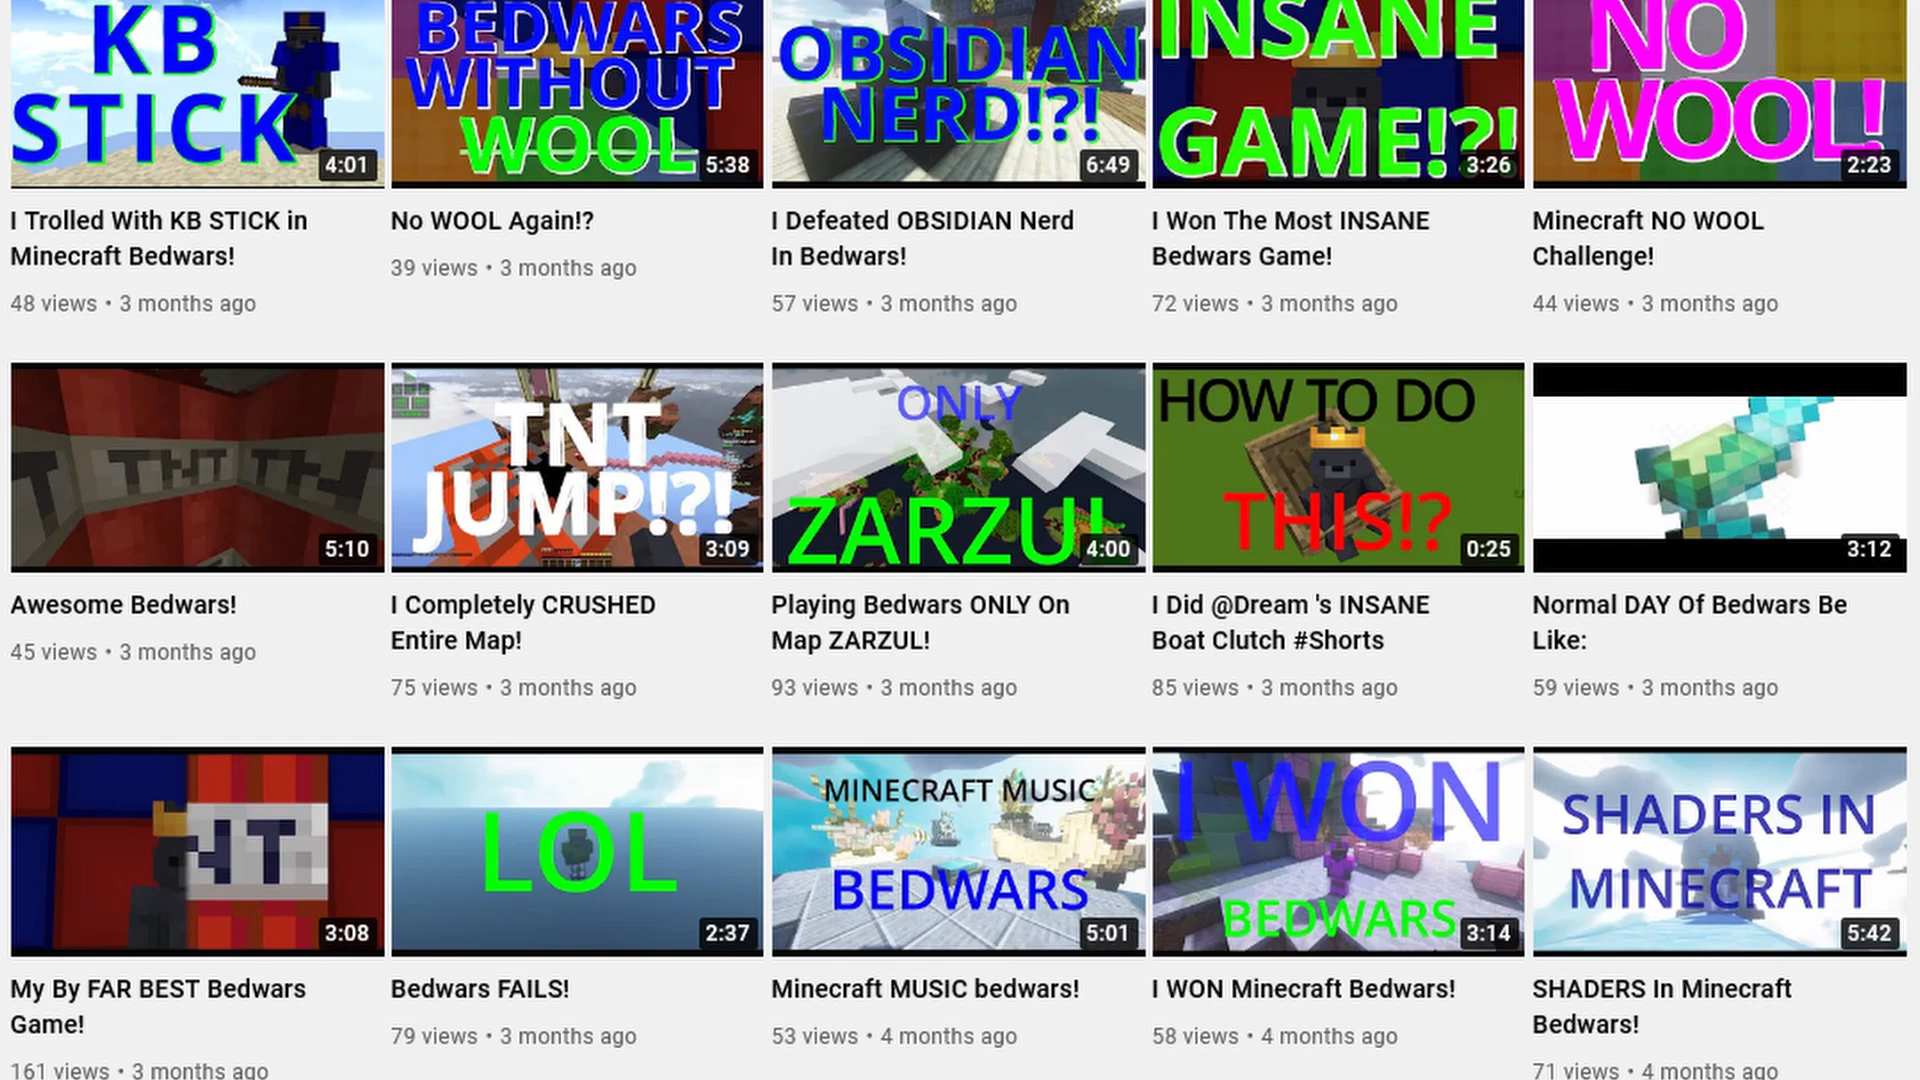 KB
STICK
4:01
BEDWARS
WITHOUT
WOOL
5:38
OBSIDIAN
NERD!?!
6:49
INSANE
GAME!?!
3:26
NO
WOOL!
2:23
I Trolled With KB STICK in
Minecraft Bedwars!
48 views • 3 months ago
No WOOL Again!?
39 views • 3 months ago
I Defeated OBSIDIAN Nerd
In Bedwars!
57 views • 3 months ago
I Won The Most INSANE
Bedwars Game!
72 views • 3 months ago
Minecraft NO WOOL
Challenge!
44 views • 3 months ago
TNT TN
5:10
TNT
JUMP!?!
3:09
ONLY
ZARZUL
4:00
HOW TO DO
THIS!?
0:25
3:12
Awesome Bedwars!
45 views • 3 months ago
I Completely CRUSHED
Entire Map!
75 views • 3 months ago
Playing Bedwars ONLY On
Map ZARZUL!
93 views • 3 months ago
I Did @Dream 's INSANE
Boat Clutch #Shorts
85 views • 3 months ago
Normal DAY Of Bedwars Be
Like:
59 views • 3 months ago
NT
3:08
LOL
2:37
MINECRAFT MUSIC
BEDWARS
5:01
I WON
BEDWARS
3:14
SHADERS IN
MINECRAFT
5:42
My By FAR BEST Bedwars
Game!
161 views • 3 months ago
Bedwars FAILS!
79 views • 3 months ago
Minecraft MUSIC bedwars!
53 views • 4 months ago
I WON Minecraft Bedwars!
58 views • 4 months ago
SHADERS In Minecraft
Bedwars!
71 views • 4 months ago